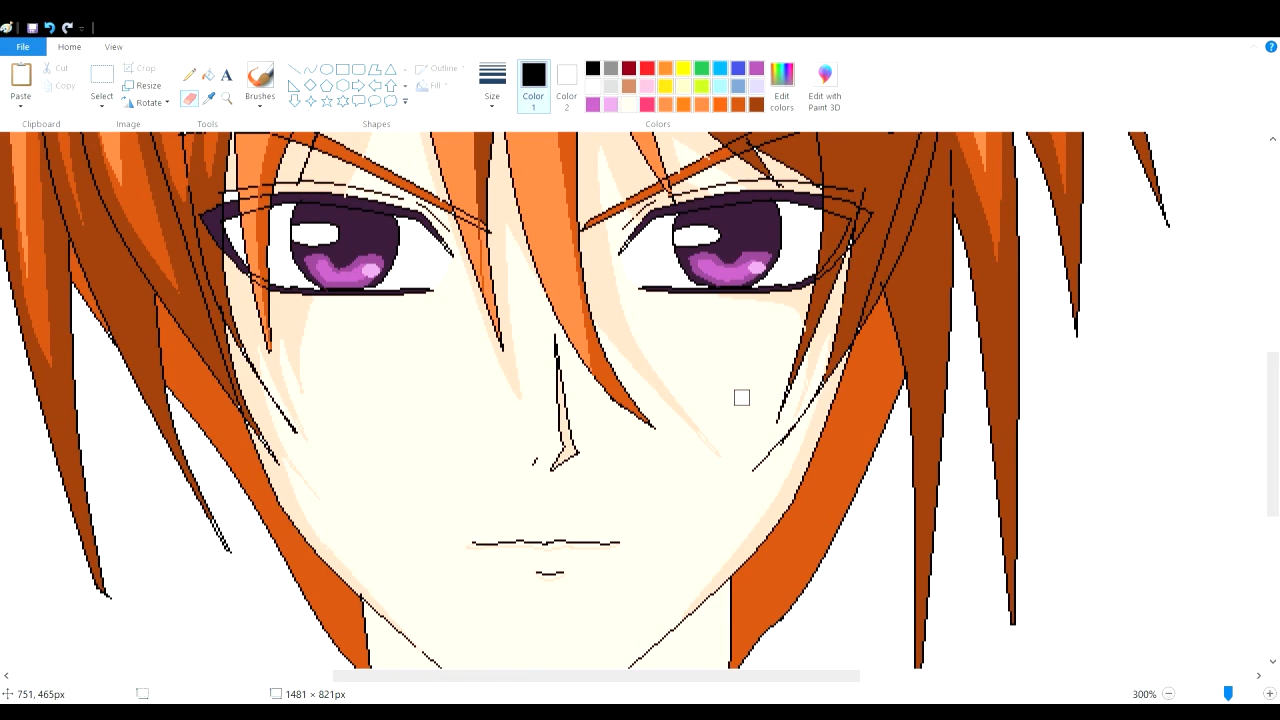 File Home View
Cut
Copy
Paste
Crop
Resize
Rotate
Select
A
Brushes
Outline
Fill
Size
Color 1
Color 2
Edit colors
Edit with Paint 3D
Clipboard Image Tools Shapes Colors
751, 465px 1481 × 821px 300%